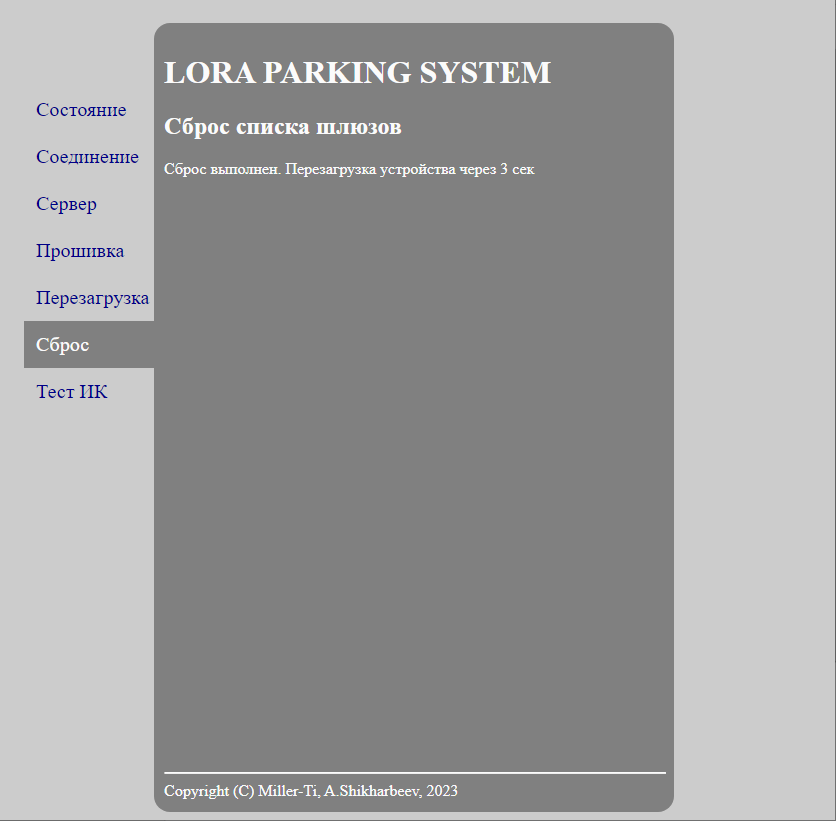 LORA PARKING SYSTEM
Состояние
Соединение
Сервер
Прошивка
Перезагрузка
Сброс
Тест ИК
Сброс списка шлюзов
Сброс выполнен. Перезагрузка устройства через 3 сек
Copyright (C) Miller-Ti, A.Shikharbeev, 2023